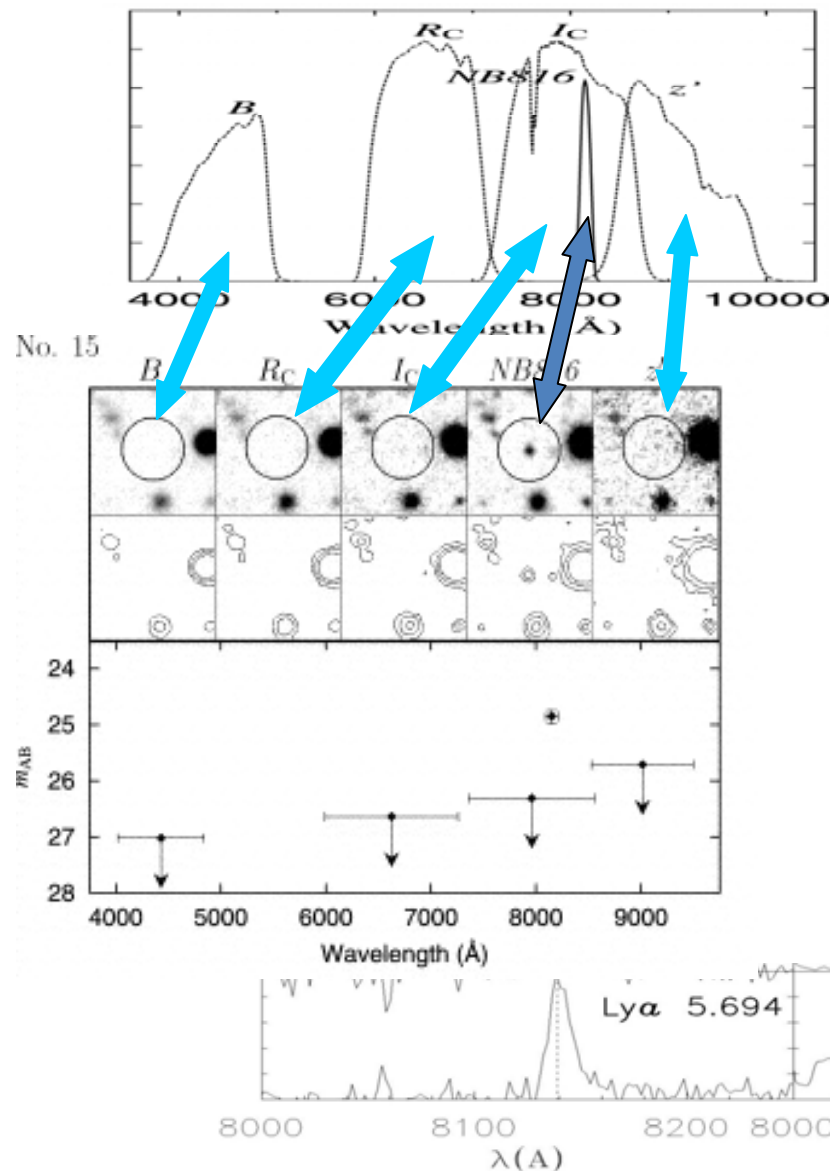 R_C I_C
NB816
B z'
4000 6000 8000 10000
Wavelength (Å)
No. 15
B R_C I_C NB816 z'
24
25
26
27
28
m_AB
4000 5000 6000 7000 8000 9000
Wavelength (Å)
Lyα 5.694
8000 8100 8200 8000
λ(A)